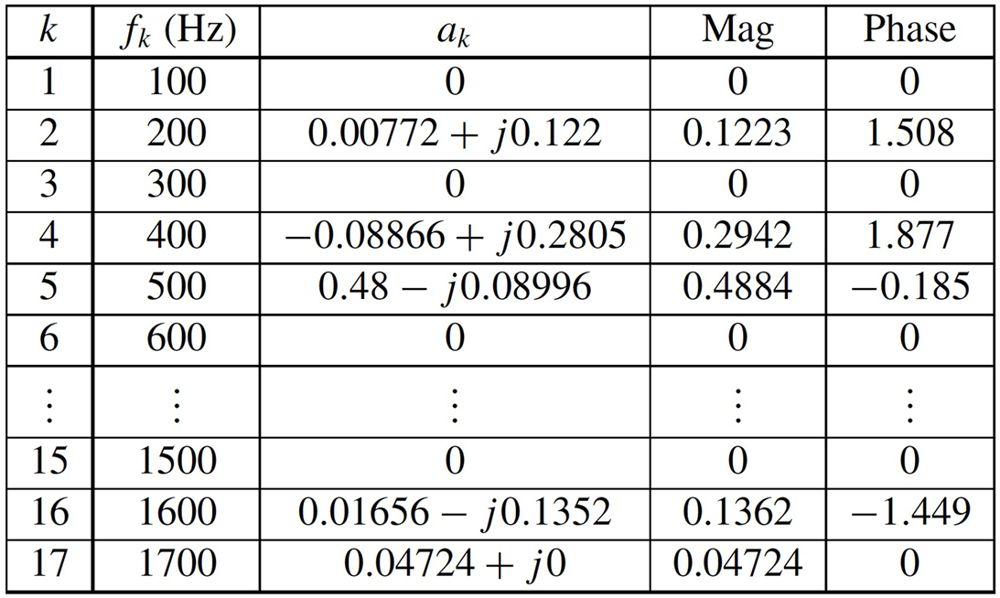 k f_k (Hz) a_k Mag Phase
1 100 0 0 0
2 200 0.00772 + j0.122 0.1223 1.508
3 300 0 0 0
4 400 −0.08866 + j0.2805 0.2942 1.877
5 500 0.48 − j0.08996 0.4884 −0.185
6 600 0 0 0
⋮ ⋮ ⋮ ⋮ ⋮
15 1500 0 0 0
16 1600 0.01656 − j0.1352 0.1362 −1.449
17 1700 0.04724 + j0 0.04724 0